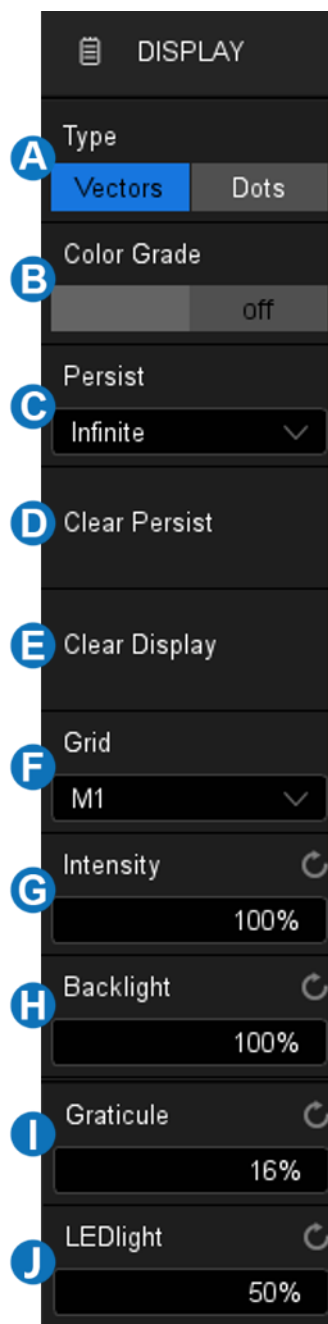 DISPLAY
A
Type
Vectors Dots
B
Color Grade
off
C
Persist
Infinite
D
Clear Persist
E
Clear Display
F
Grid
M1
G
Intensity
100%
H
Backlight
100%
I
Graticule
16%
J
LEDlight
50%